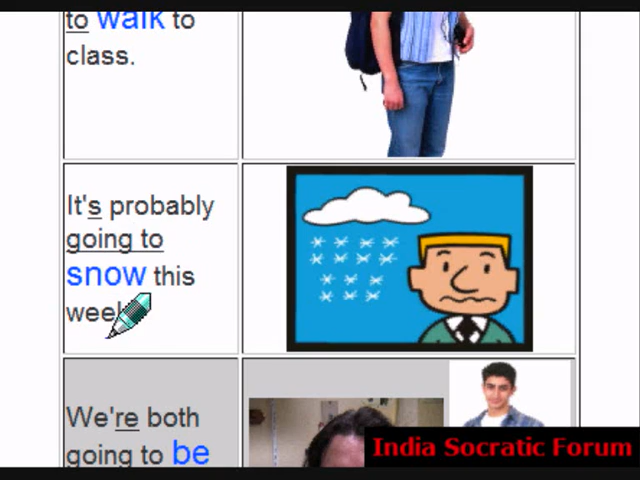 to walk to
class.
It's probably
going to
snow this
week
We're both
going to be
India Socratic Forum